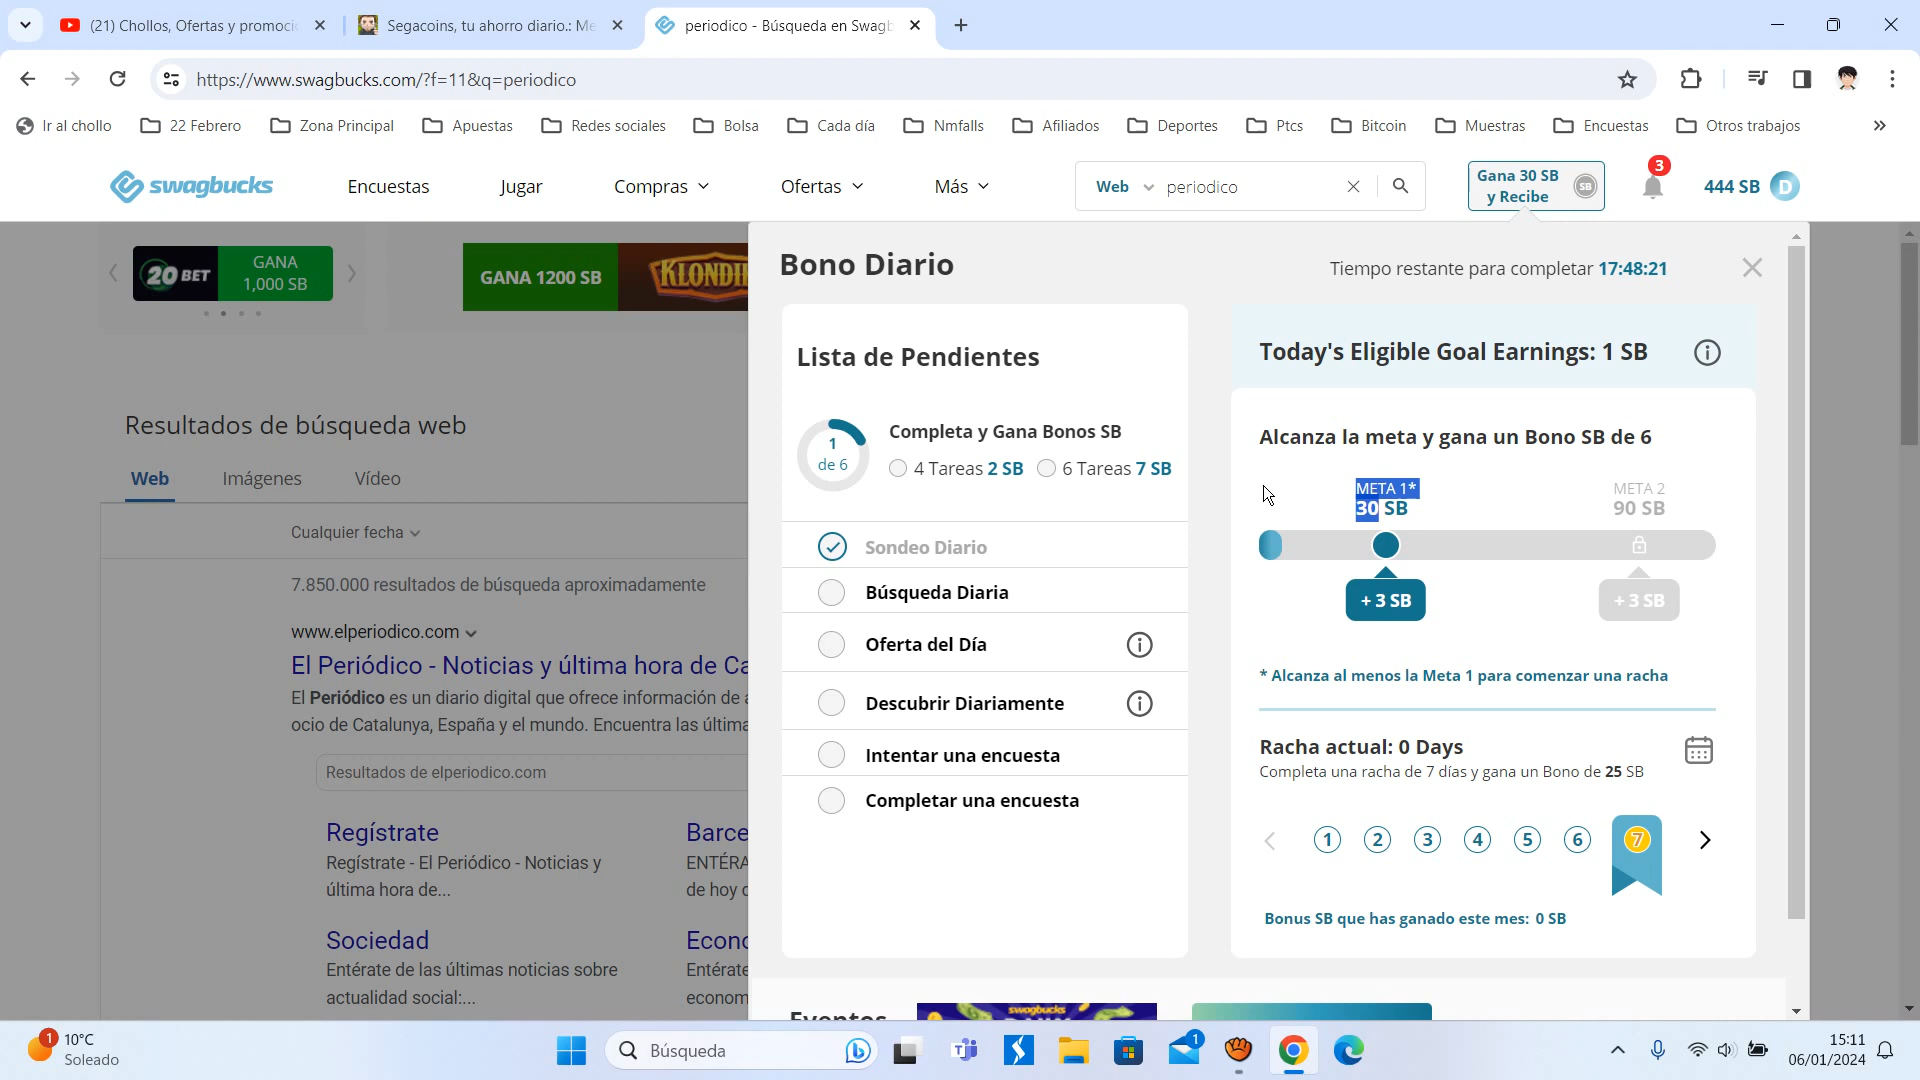 (21) Chollos, Ofertas y promoci
Segacoins, tu ahorro diario.: Me
periodico - Búsqueda en Swagb
https://www.swagbucks.com/?f=11&q=periodico
Ir al chollo
22 Febrero
Zona Principal
Apuestas
Redes sociales
Bolsa
Cada día
Nmfalls
Afiliados
Deportes
Ptcs
Bitcoin
Muestras
Encuestas
Otros trabajos
swagbucks
Encuestas
Jugar
Compras
Ofertas
Más
Web
periodico
Gana 30 SB
y Recibe
SB
3
444 SB
D
20BET
GANA
1,000 SB
GANA 1200 SB
KLONDI
Resultados de búsqueda web
Web
Imágenes
Vídeo
Cualquier fecha
7.850.000 resultados de búsqueda aproximadamente
www.elperiodico.com
El Periódico - Noticias y última hora de Ca
El Periódico es un diario digital que ofrece información de a
ocio de Catalunya, España y el mundo. Encuentra las última
Resultados de elperiodico.com
Regístrate
Regístrate - El Periódico - Noticias y
última hora de...
Barce
ENTÉRA
de hoy d
Sociedad
Entérate de las últimas noticias sobre
actualidad social:...
Econo
Entérate
econom
Bono Diario
Tiempo restante para completar 17:48:21
Lista de Pendientes
1
de 6
Completa y Gana Bonos SB
4 Tareas 2 SB
6 Tareas 7 SB
Sondeo Diario
Búsqueda Diaria
Oferta del Día
Descubrir Diariamente
Intentar una encuesta
Completar una encuesta
Today's Eligible Goal Earnings: 1 SB
Alcanza la meta y gana un Bono SB de 6
META 1*
30 SB
META 2
90 SB
+ 3 SB
+ 3 SB
* Alcanza al menos la Meta 1 para comenzar una racha
Racha actual: 0 Days
Completa una racha de 7 días y gana un Bono de 25 SB
1
2
3
4
5
6
7
Bonus SB que has ganado este mes: 0 SB
Eventos
swagbucks
1
10°C
Soleado
Búsqueda
1
15:11
06/01/2024